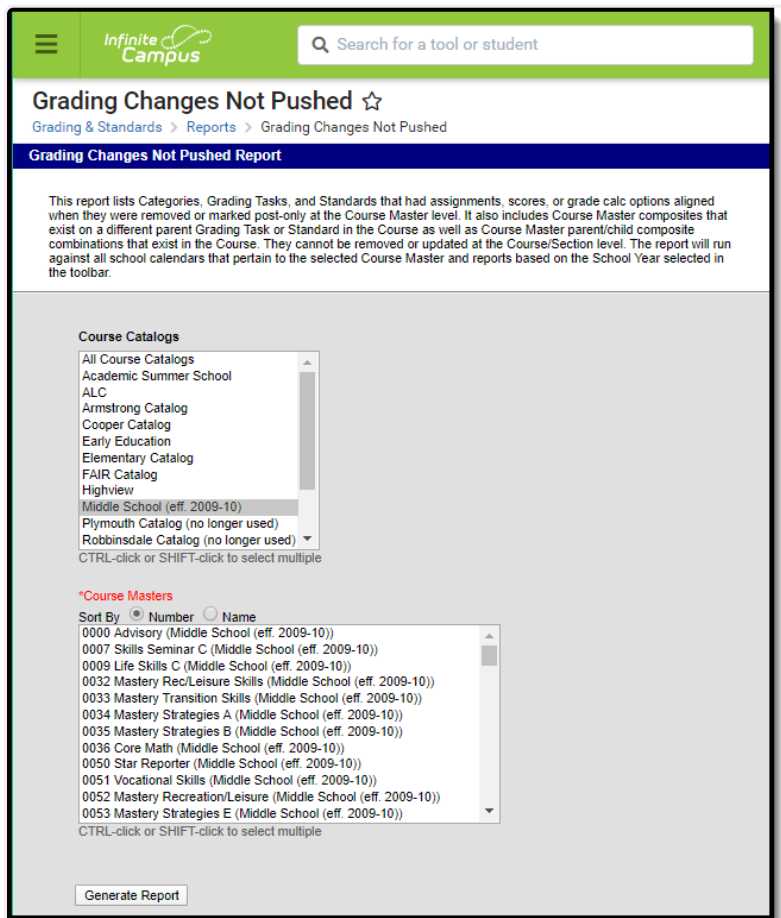 Infinite
Campus
Search for a tool or student
Grading Changes Not Pushed
Grading & Standards > Reports > Grading Changes Not Pushed
Grading Changes Not Pushed Report
This report lists Categories, Grading Tasks, and Standards that had assignments, scores, or grade calc options aligned
when they were removed or marked post-only at the Course Master level. It also includes Course Master composites that
exist on a different parent Grading Task or Standard in the Course as well as Course Master parent/child composite
combinations that exist in the Course. They cannot be removed or updated at the Course/Section level. The report will run
against all school calendars that pertain to the selected Course Master and reports based on the School Year selected in
the toolbar.
Course Catalogs
All Course Catalogs
Academic Summer School
ALC
Armstrong Catalog
Cooper Catalog
Early Education
Elementary Catalog
FAIR Catalog
Highview
Middle School (eff. 2009-10)
Plymouth Catalog (no longer used)
Robbinsdale Catalog (no longer used)
CTRL-click or SHIFT-click to select multiple
*Course Masters
Sort By Number Name
0000 Advisory (Middle School (eff. 2009-10))
0007 Skills Seminar C (Middle School (eff. 2009-10))
0009 Life Skills C (Middle School (eff. 2009-10))
0032 Mastery Rec/Leisure Skills (Middle School (eff. 2009-10))
0033 Mastery Transition Skills (Middle School (eff. 2009-10))
0034 Mastery Strategies A (Middle School (eff. 2009-10))
0035 Mastery Strategies B (Middle School (eff. 2009-10))
0036 Core Math (Middle School (eff. 2009-10))
0050 Star Reporter (Middle School (eff. 2009-10))
0051 Vocational Skills (Middle School (eff. 2009-10))
0052 Mastery Recreation/Leisure (Middle School (eff. 2009-10))
0053 Mastery Strategies E (Middle School (eff. 2009-10))
CTRL-click or SHIFT-click to select multiple
Generate Report